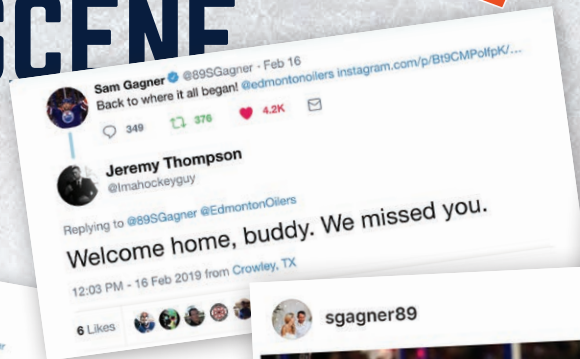 SCENE
Sam Gagner @89SGagner · Feb 16
Back to where it all began! @edmontonoilers instagram.com/p/Bt9CMPolfpK/...
349 376 4.2K
Jeremy Thompson
@Imahockeyguy
Replying to @89SGagner @EdmontonOilers
Welcome home, buddy. We missed you.
12:03 PM - 16 Feb 2019 from Crowley, TX
6 Likes
sgagner89